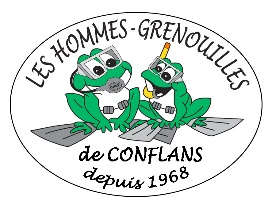 LES HOMMES-GRENOUILLES
de CONFLANS
depuis 1968